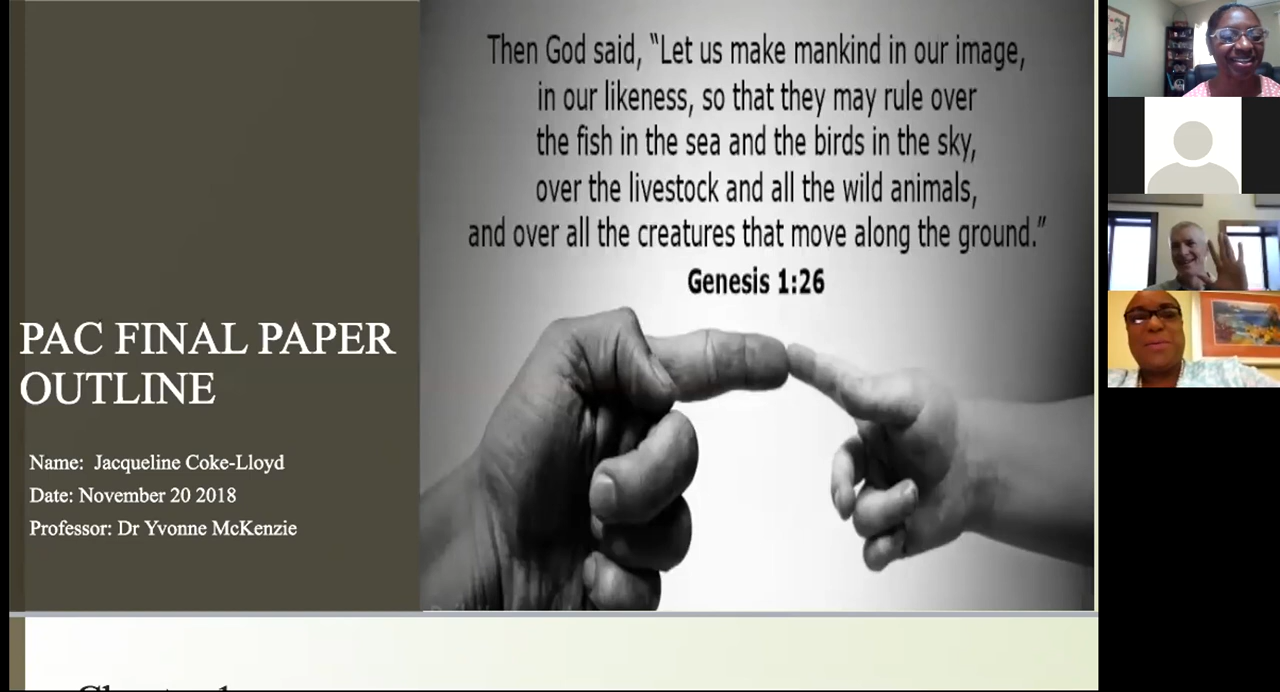 Then God said, “Let us make mankind in our image,
in our likeness, so that they may rule over
the fish in the sea and the birds in the sky,
over the livestock and all the wild animals,
and over all the creatures that move along the ground.”
Genesis 1:26
PAC FINAL PAPER
OUTLINE
Name: Jacqueline Coke-Lloyd
Date: November 20 2018
Professor: Dr Yvonne McKenzie